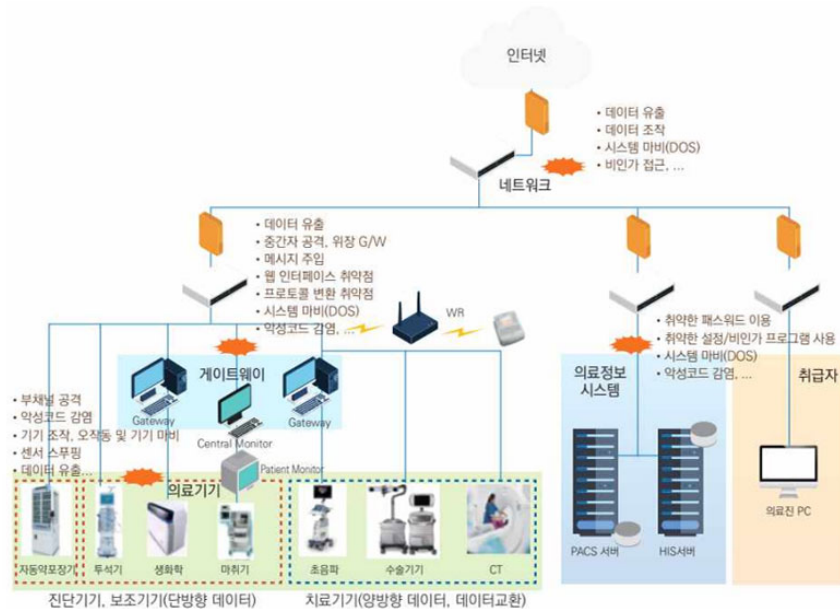 인터넷
• 데이터 유출
• 데이터 조작
• 시스템 마비(DOS)
• 비인가 접근, ...
네트워크
• 데이터 유출
• 중간자 공격, 위장 G/W
• 메시지 주입
• 웹 인터페이스 취약점
• 프로토콜 변환 취약점
• 시스템 마비(DOS)
• 악성코드 감염, ...
WR
• 취약한 패스워드 이용
• 취약한 설정/비인가 프로그램 사용
• 시스템 마비(DOS)
• 악성코드 감염, ...
게이트웨이
Gateway
Central Monitor
Gateway
Patient Monitor
• 부채널 공격
• 악성코드 감염
• 기기 조작, 오작동 및 기기 마비
• 센서 스푸핑
• 데이터 유출...
의료기기
자동약포장기
투석기
생화학
마취기
초음파
수술기기
CT
진단기기, 보조기기(단방향 데이터)
치료기기(양방향 데이터, 데이터교환)
의료정보
시스템
PACS 서버
HIS서버
취급자
의료진 PC